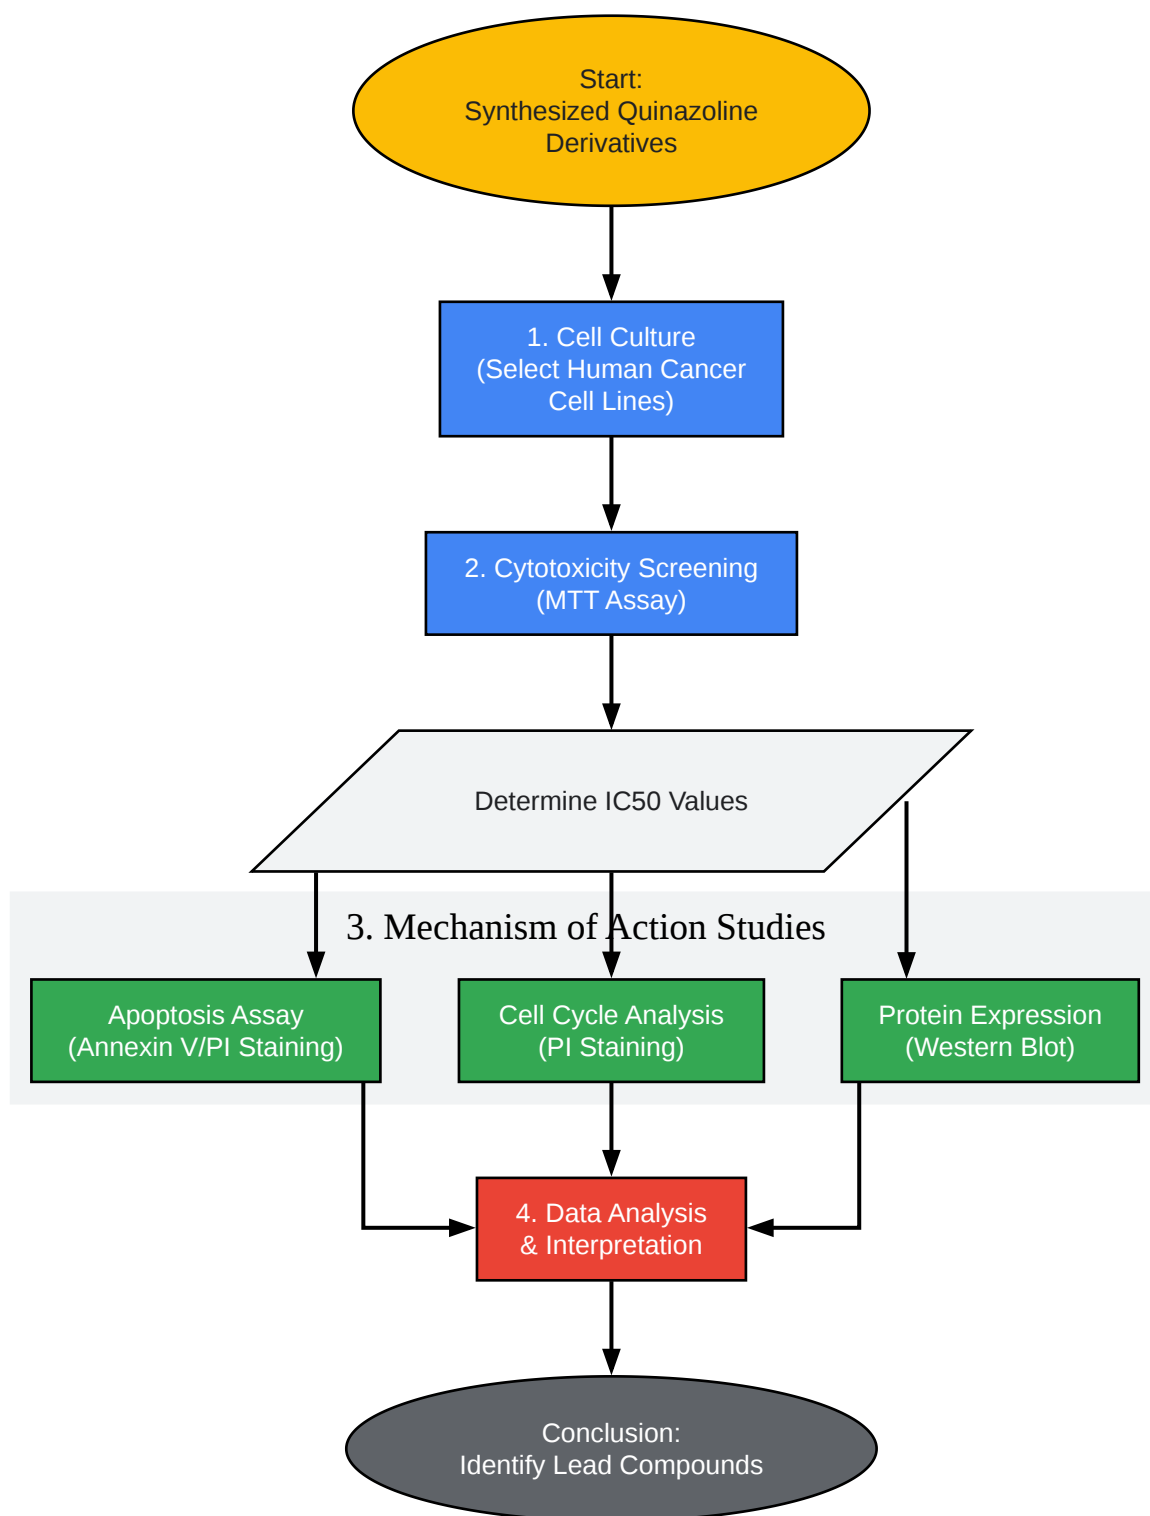 Start:
Synthesized Quinazoline
Derivatives
1. Cell Culture
(Select Human Cancer
Cell Lines)
2. Cytotoxicity Screening
(MTT Assay)
Determine IC50 Values
3. Mechanism of Action Studies
Apoptosis Assay
(Annexin V/PI Staining)
Cell Cycle Analysis
(PI Staining)
Protein Expression
(Western Blot)
4. Data Analysis
& Interpretation
Conclusion:
Identify Lead Compounds